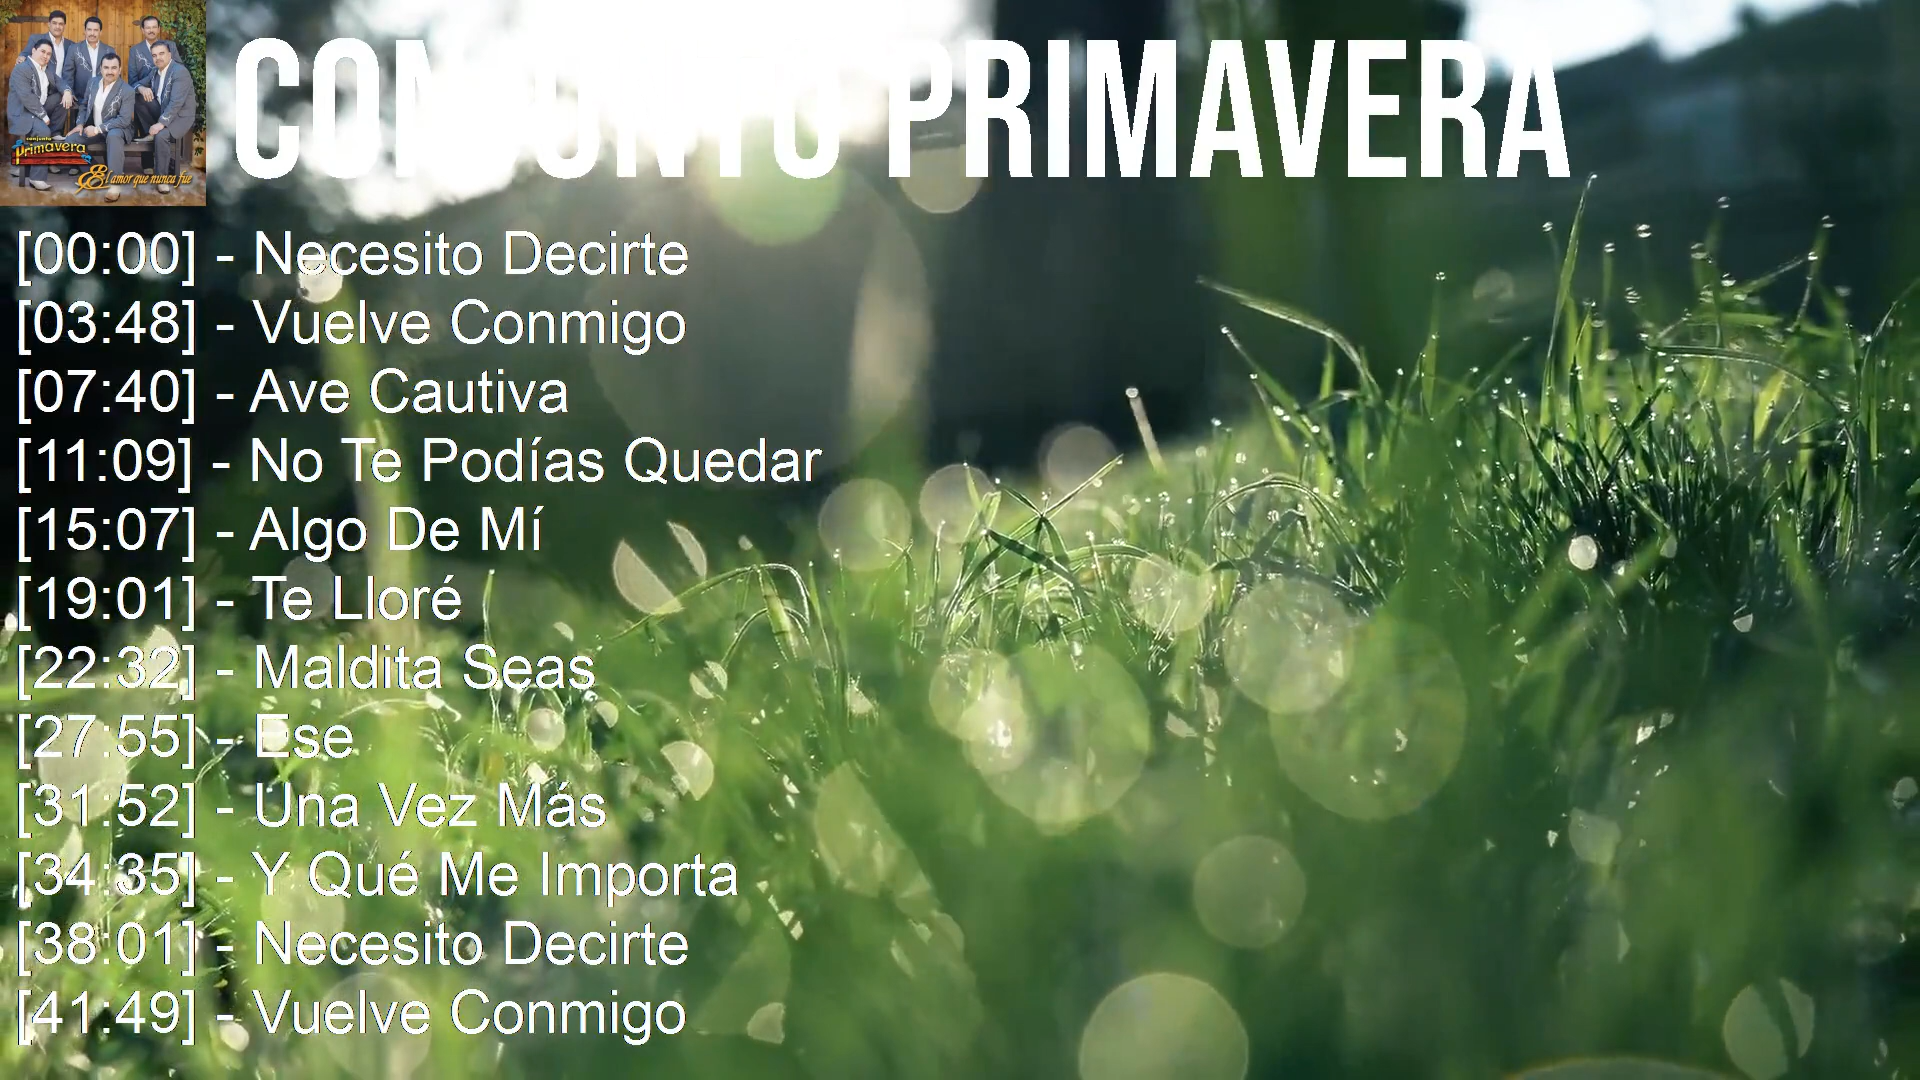 CONJUNTO PRIMAVERA
conjunto
Primavera
El amor que nunca fue
[00:00] - Necesito Decirte
[03:48] - Vuelve Conmigo
[07:40] - Ave Cautiva
[11:09] - No Te Podías Quedar
[15:07] - Algo De Mí
[19:01] - Te Lloré
[22:32] - Maldita Seas
[27:55] - Ese
[31:52] - Una Vez Más
[34:35] - Y Qué Me Importa
[38:01] - Necesito Decirte
[41:49] - Vuelve Conmigo